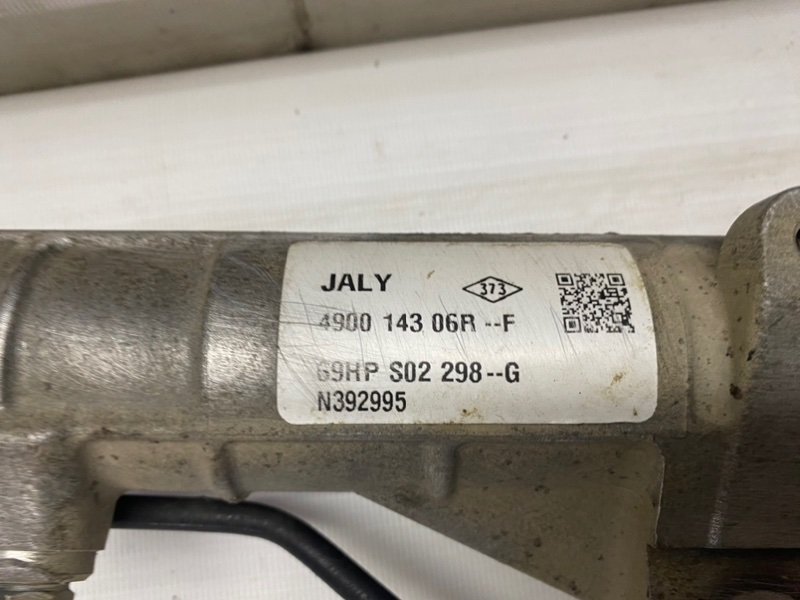 JALY 373
4900 143 06R --F
69HP S02 298--G
N392995